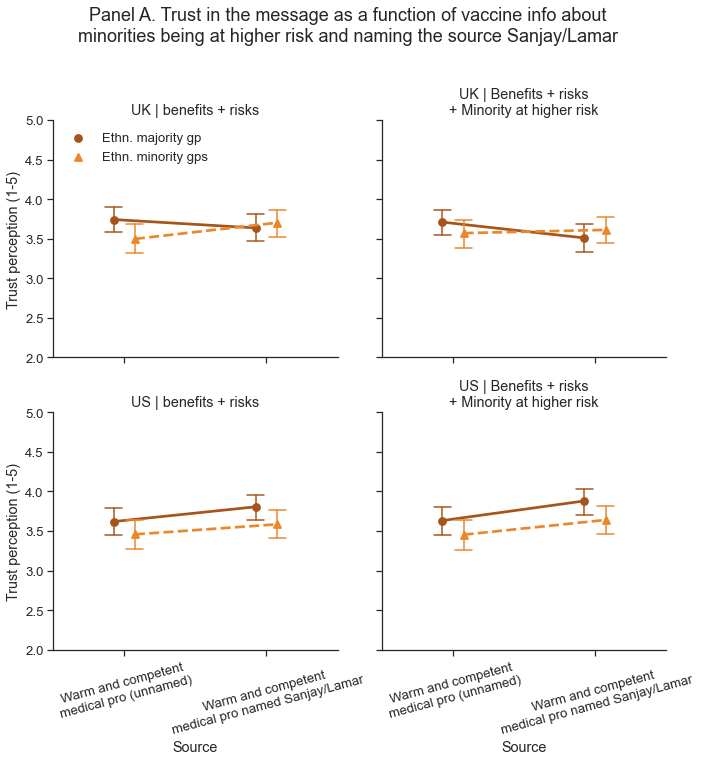 Panel A. Trust in the message as a function of vaccine info about
minorities being at higher risk and naming the source Sanjay/Lamar
UK | benefits + risks
UK | Benefits + risks
+ Minority at higher risk
Trust perception (1-5)
5.0
4.5
4.0
3.5
3.0
2.5
2.0
Ethn. majority gp
Ethn. minority gps
US | benefits + risks
US | Benefits + risks
+ Minority at higher risk
Trust perception (1-5)
5.0
4.5
4.0
3.5
3.0
2.5
2.0
Warm and competent
medical pro (unnamed)
Warm and competent
medical pro named Sanjay/Lamar
Source
Warm and competent
medical pro (unnamed)
Warm and competent
medical pro named Sanjay/Lamar
Source